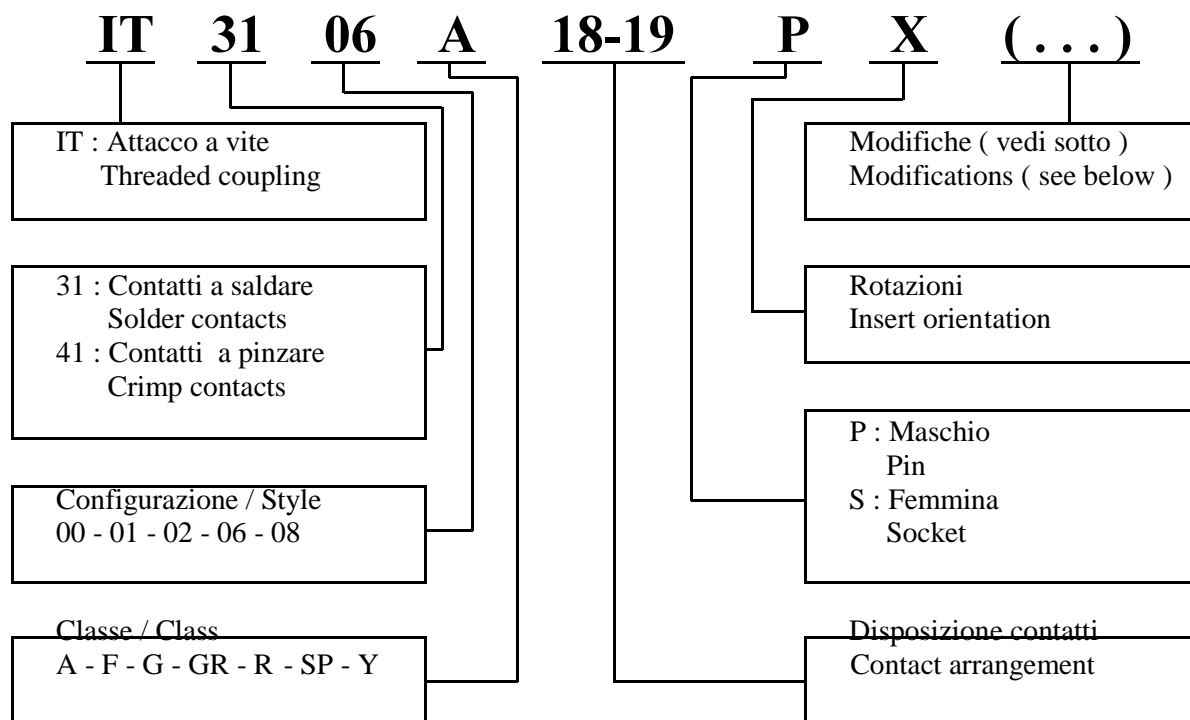 IT 31 06 A 18-19 P X (...)
IT : Attacco a vite
Threaded coupling
31 : Contatti a saldare
Solder contacts
41 : Contatti a pinzare
Crimp contacts
Configurazione / Style
00 - 01 - 02 - 06 - 08
Classe / Class
A - F - G - GR - R - SP - Y
Modifiche ( vedi sotto )
Modifications ( see below )
Rotazioni
Insert orientation
P : Maschio
Pin
S : Femmina
Socket
Disposizione contatti
Contact arrangement